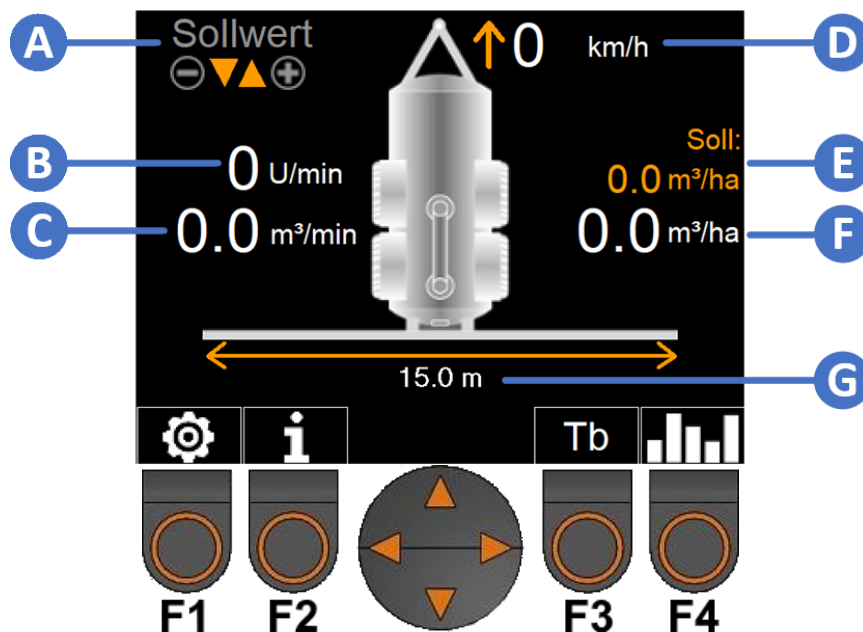 A
Sollwert
0
km/h
D
B
0 U/min
Soll:
0.0 m³/ha
E
C
0.0 m³/min
0.0 m³/ha
F
15.0 m
G
i
Tb
F1
F2
F3
F4